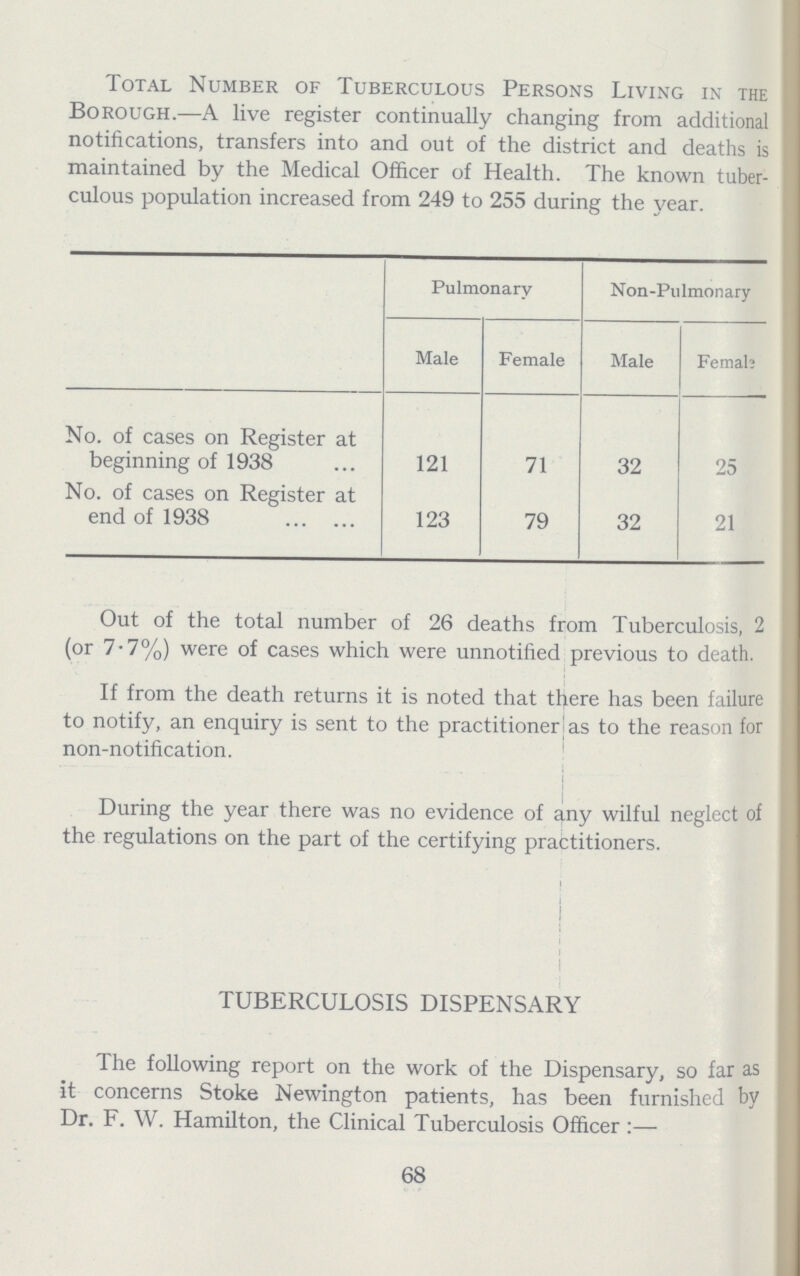 Total Number of Tuberculous Persons Living in the
Borough.—A live register continually changing from additional
notifications, transfers into and out of the district and deaths is
maintained by the Medical Officer of Health. The known tuber-
culous population increased from 249 to 255 during the year.
Pulmonary Non-Pulmonary
Male Female Male Female
No. of cases on Register at
beginning of 1938 ... 121 71 32 25
No. of cases on Register at
end of 1938 ... ... 123 79 32 21
Out of the total number of 26 deaths from Tuberculosis, 2
(or 7·7%) were of cases which were unnotified previous to death.
If from the death returns it is noted that there has been failure
to notify, an enquiry is sent to the practitioner as to the reason for
non-notification.
During the year there was no evidence of any wilful neglect of
the regulations on the part of the certifying practitioners.
TUBERCULOSIS DISPENSARY
The following report on the work of the Dispensary, so far as
it concerns Stoke Newington patients, has been furnished by
Dr. F. W. Hamilton, the Clinical Tuberculosis Officer :—
68